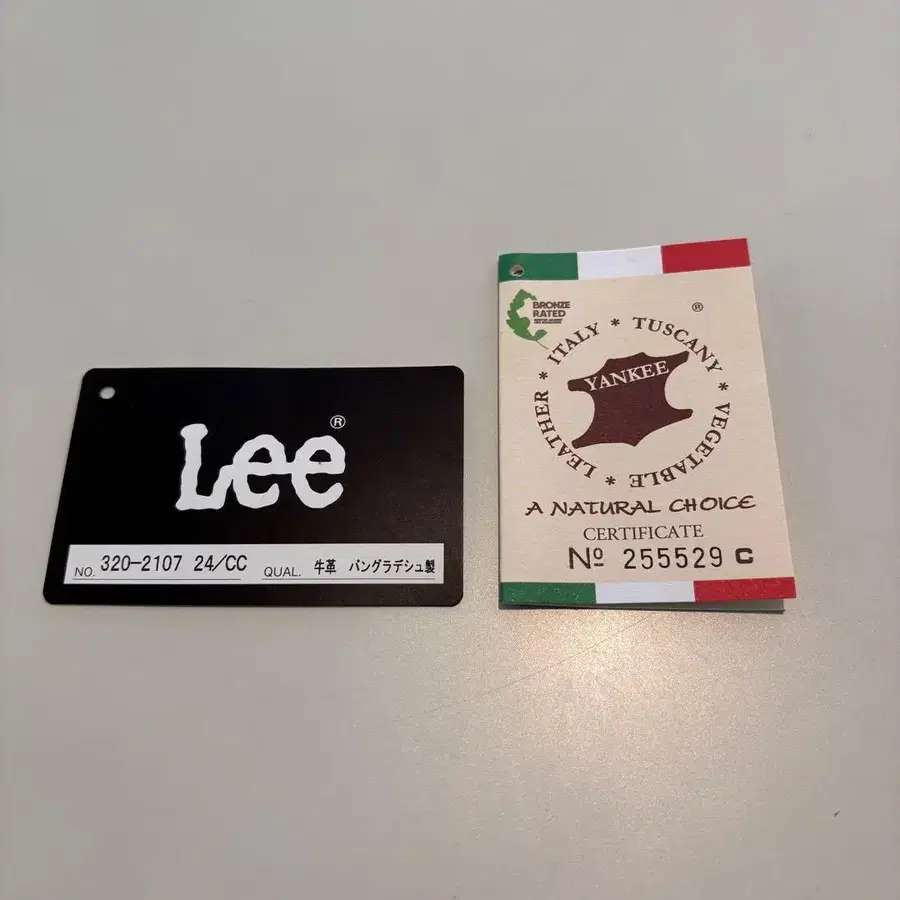 Lee®
NO. 320-2107 24/CC QUAL. 牛革 バングラデシュ製
BRONZE
RATED
®
ITALY * TUSCANY * VEGETABLE * LEATHER *
YANKEE
A NATURAL CHOICE
CERTIFICATE
Nº 255529 C